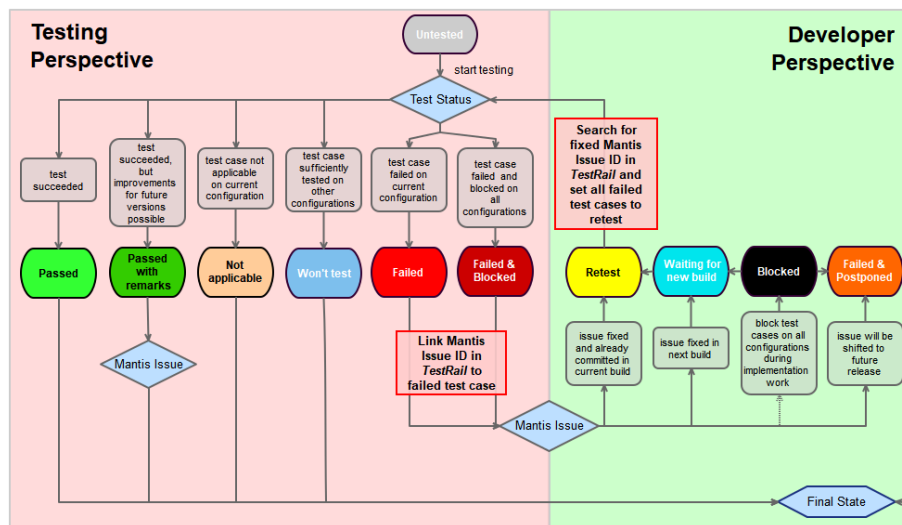 Testing
Perspective
Developer
Perspective
Untested
start testing
Test Status
test
succeeded
test
succeeded,
but
improvements
for future
versions
possible
test case not
applicable
on current
configuration
test case
sufficiently
tested on
other
configurations
test case
failed on
current
configuration
test case
failed and
blocked on
all
configurations
Search for
fixed Mantis
Issue ID in
TestRail and
set all failed
test cases to
retest
Passed
Passed
with
remarks
Not
applicable
Won't test
Failed
Failed &
Blocked
Retest
Waiting for
new build
Blocked
Failed &
Postponed
Mantis Issue
Link Mantis
Issue ID in
TestRail to
failed test case
issue fixed
and already
committed in
current build
issue fixed in
next build
block test
cases on all
configurations
during
implementation
work
issue will be
shifted to
future
release
Mantis Issue
Final State